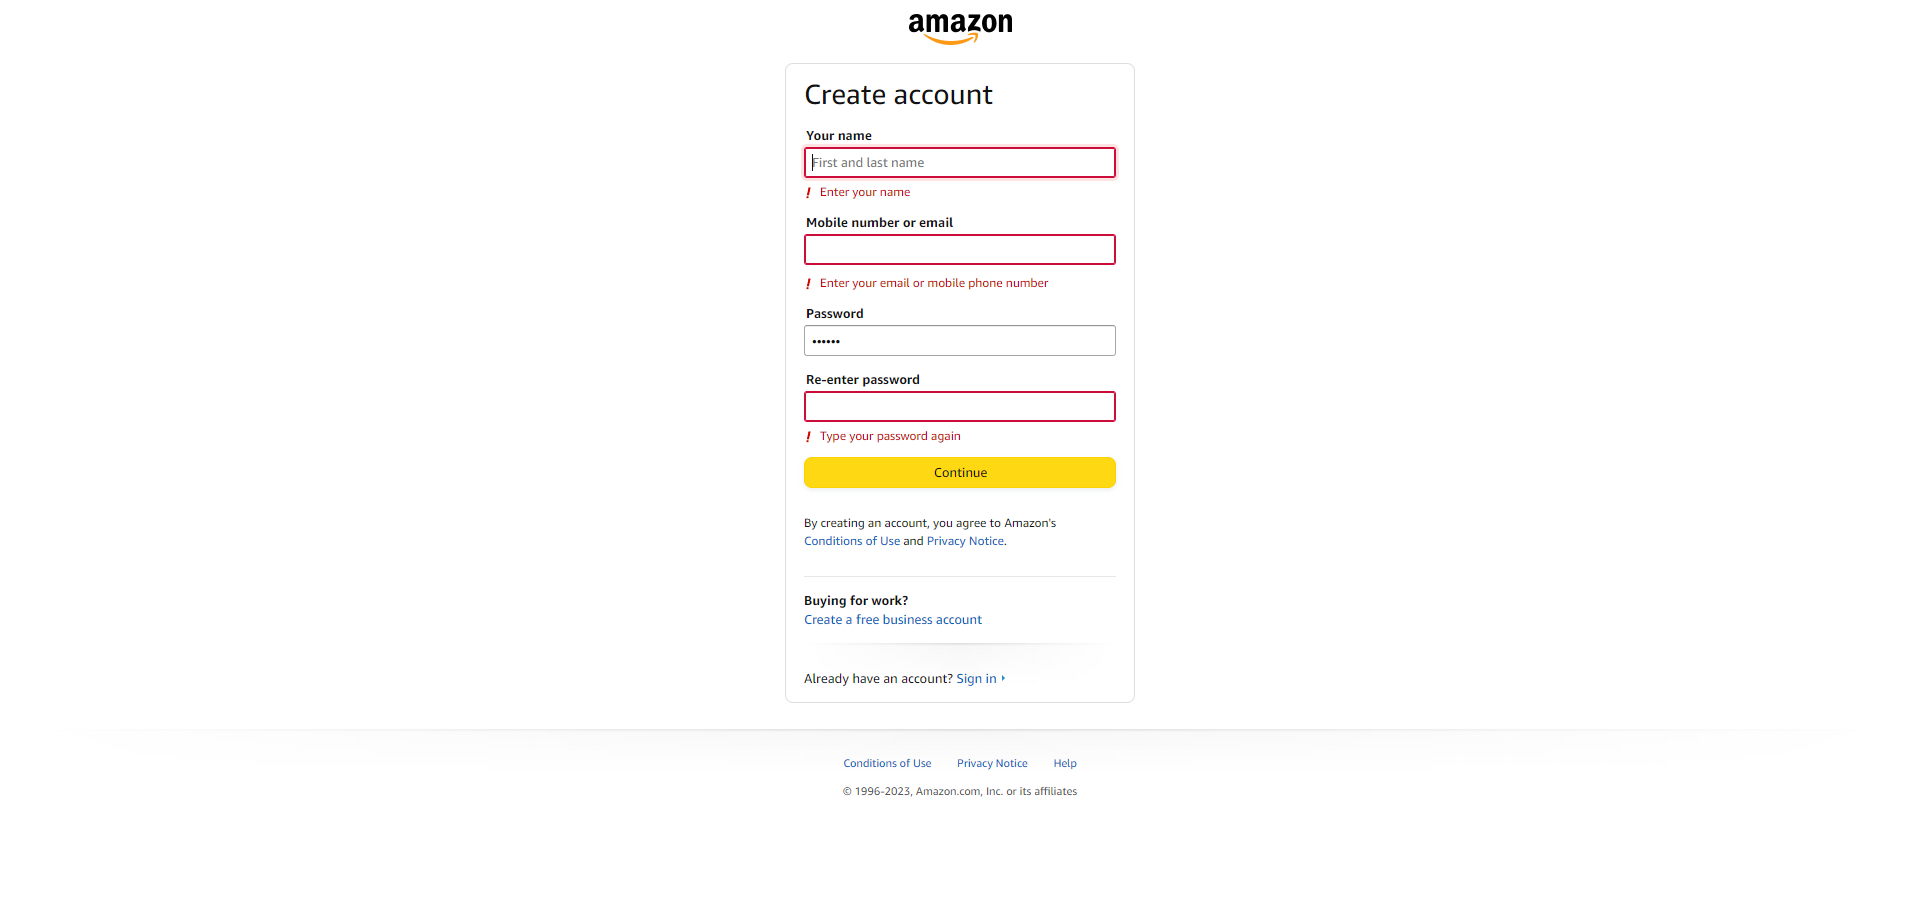 amazon
Create account
Your name
First and last name
! Enter your name
Mobile number or email
! Enter your email or mobile phone number
Password
••••••
Re-enter password
! Type your password again
Continue
By creating an account, you agree to Amazon's
Conditions of Use and Privacy Notice.
Buying for work?
Create a free business account
Already have an account? Sign in
Conditions of Use Privacy Notice Help
© 1996-2023, Amazon.com, Inc. or its affiliates